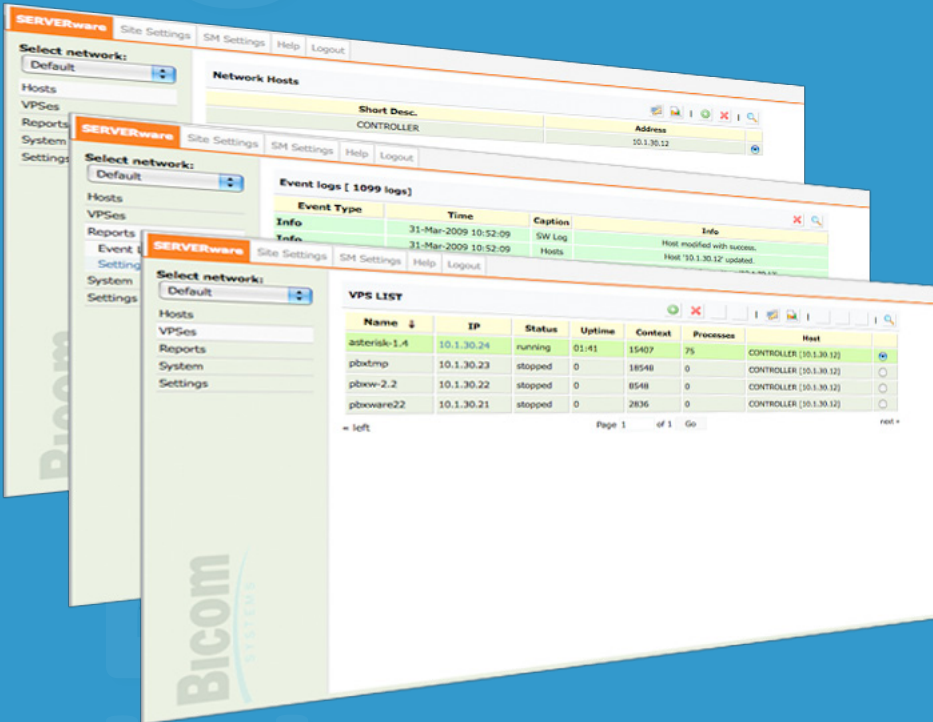 SERVERware Site Settings SM Settings Help Logout
Select network:
Default
Hosts
VPSes
Reports
System
Settings
Network Hosts
Short Desc. Address
CONTROLLER 10.1.30.12
SERVERware Site Settings SM Settings Help Logout
Select network:
Default
Hosts
VPSes
Reports
Event L
Setting
System
Settings
Event logs [ 1099 logs]
Event Type Time Caption Info
Info 31-Mar-2009 10:52:09 SW Log Host modified with success.
Info 31-Mar-2009 10:52:09 Hosts Host '10.1.30.12' updated.
SERVERware Site Settings SM Settings Help Logout
Select network:
Default
Hosts
VPSes
Reports
System
Settings
VPS LIST
Name IP Status Uptime Context Processes Host
asterisk-1.4 10.1.30.24 running 01:41 15407 75 CONTROLLER [10.1.30.12]
pbxtmp 10.1.30.23 stopped 0 18548 0 CONTROLLER [10.1.30.12]
pbxw-2.2 10.1.30.22 stopped 0 8548 0 CONTROLLER [10.1.30.12]
pbxware22 10.1.30.21 stopped 0 2836 0 CONTROLLER [10.1.30.12]
« left Page 1 of 1 Go next »
Bicom
SYSTEMS